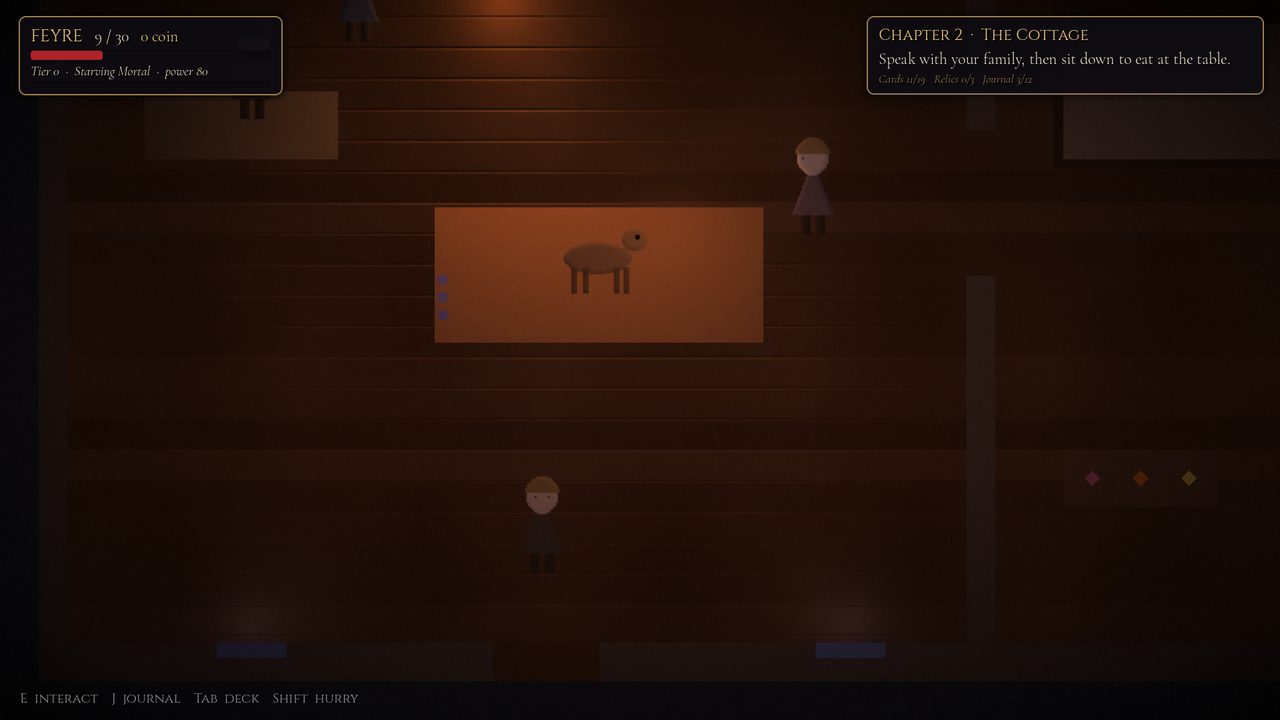 FEYRE 9 / 30 0 coin
Tier 0 · Starving Mortal · power 80
Chapter 2 · The Cottage
Speak with your family, then sit down to eat at the table.
Cards 11/19 Relics 0/3 Journal 3/12
E interact J journal Tab deck Shift hurry